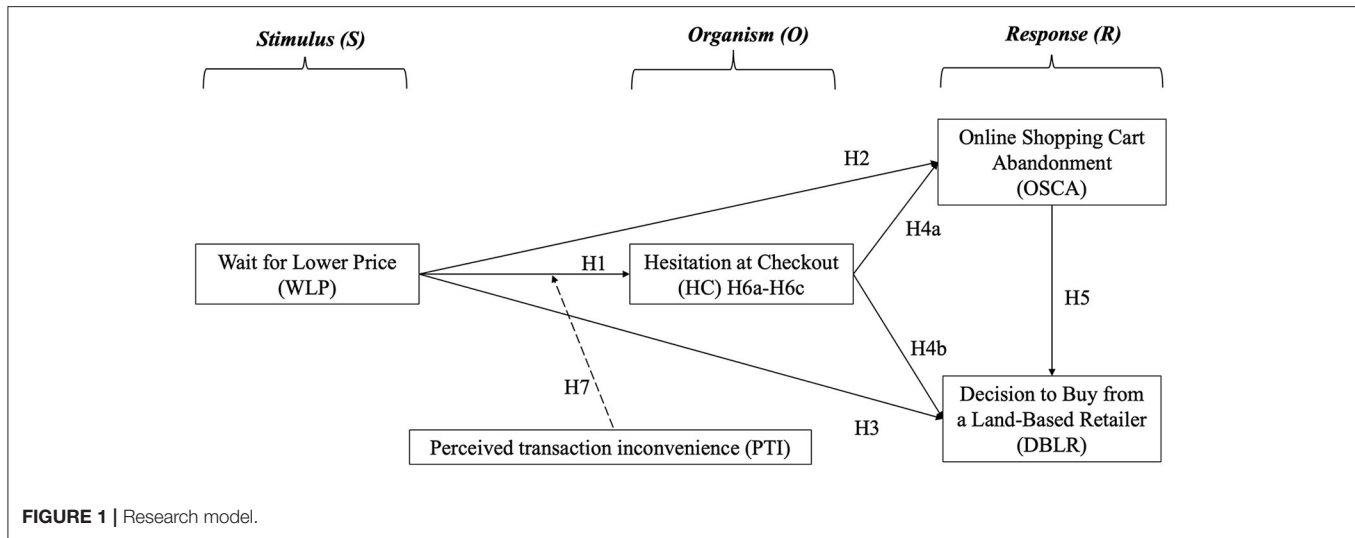 Stimulus (S)
Organism (O)
Response (R)
Online Shopping Cart
Abandonment
(OSCA)
H2
H4a
Wait for Lower Price
(WLP)
H1
Hesitation at Checkout
(HC) H6a-H6c
H5
H4b
H7
H3
Decision to Buy from
a Land-Based Retailer
(DBLR)
Perceived transaction inconvenience (PTI)
FIGURE 1 | Research model.